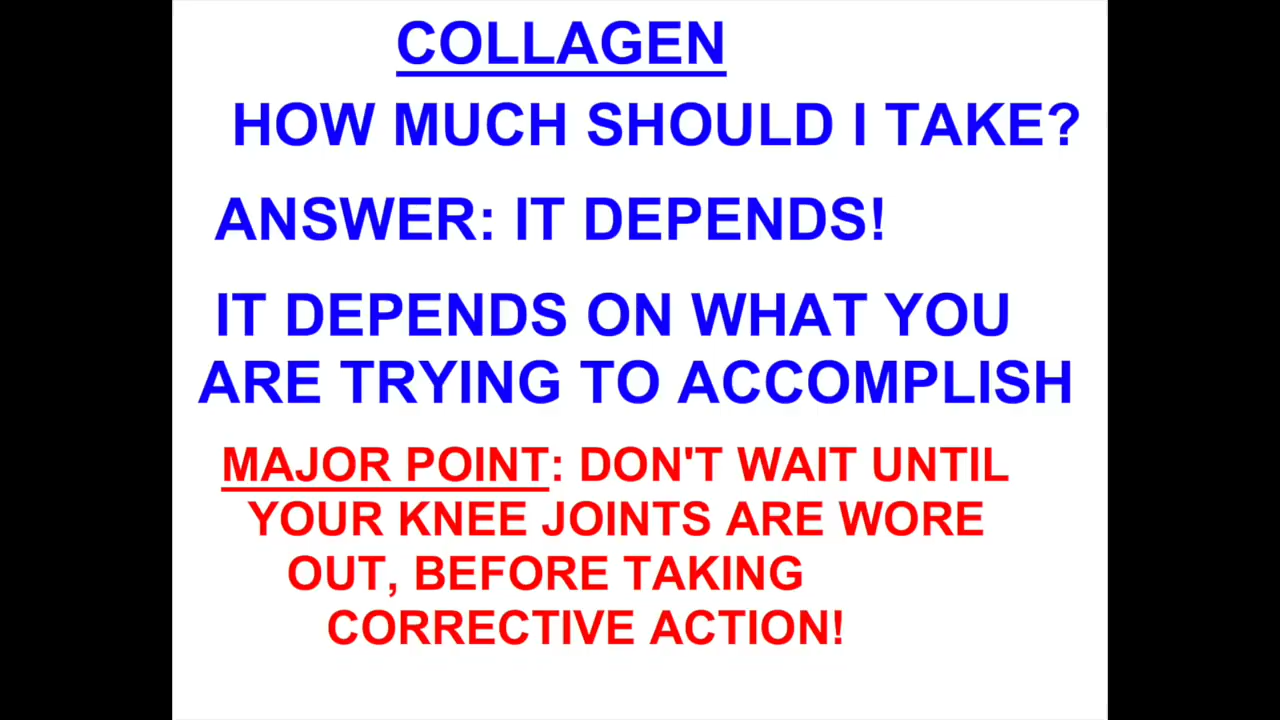 COLLAGEN
HOW MUCH SHOULD I TAKE?
ANSWER: IT DEPENDS!
IT DEPENDS ON WHAT YOU
ARE TRYING TO ACCOMPLISH
MAJOR POINT: DON'T WAIT UNTIL
YOUR KNEE JOINTS ARE WORE
OUT, BEFORE TAKING
CORRECTIVE ACTION!